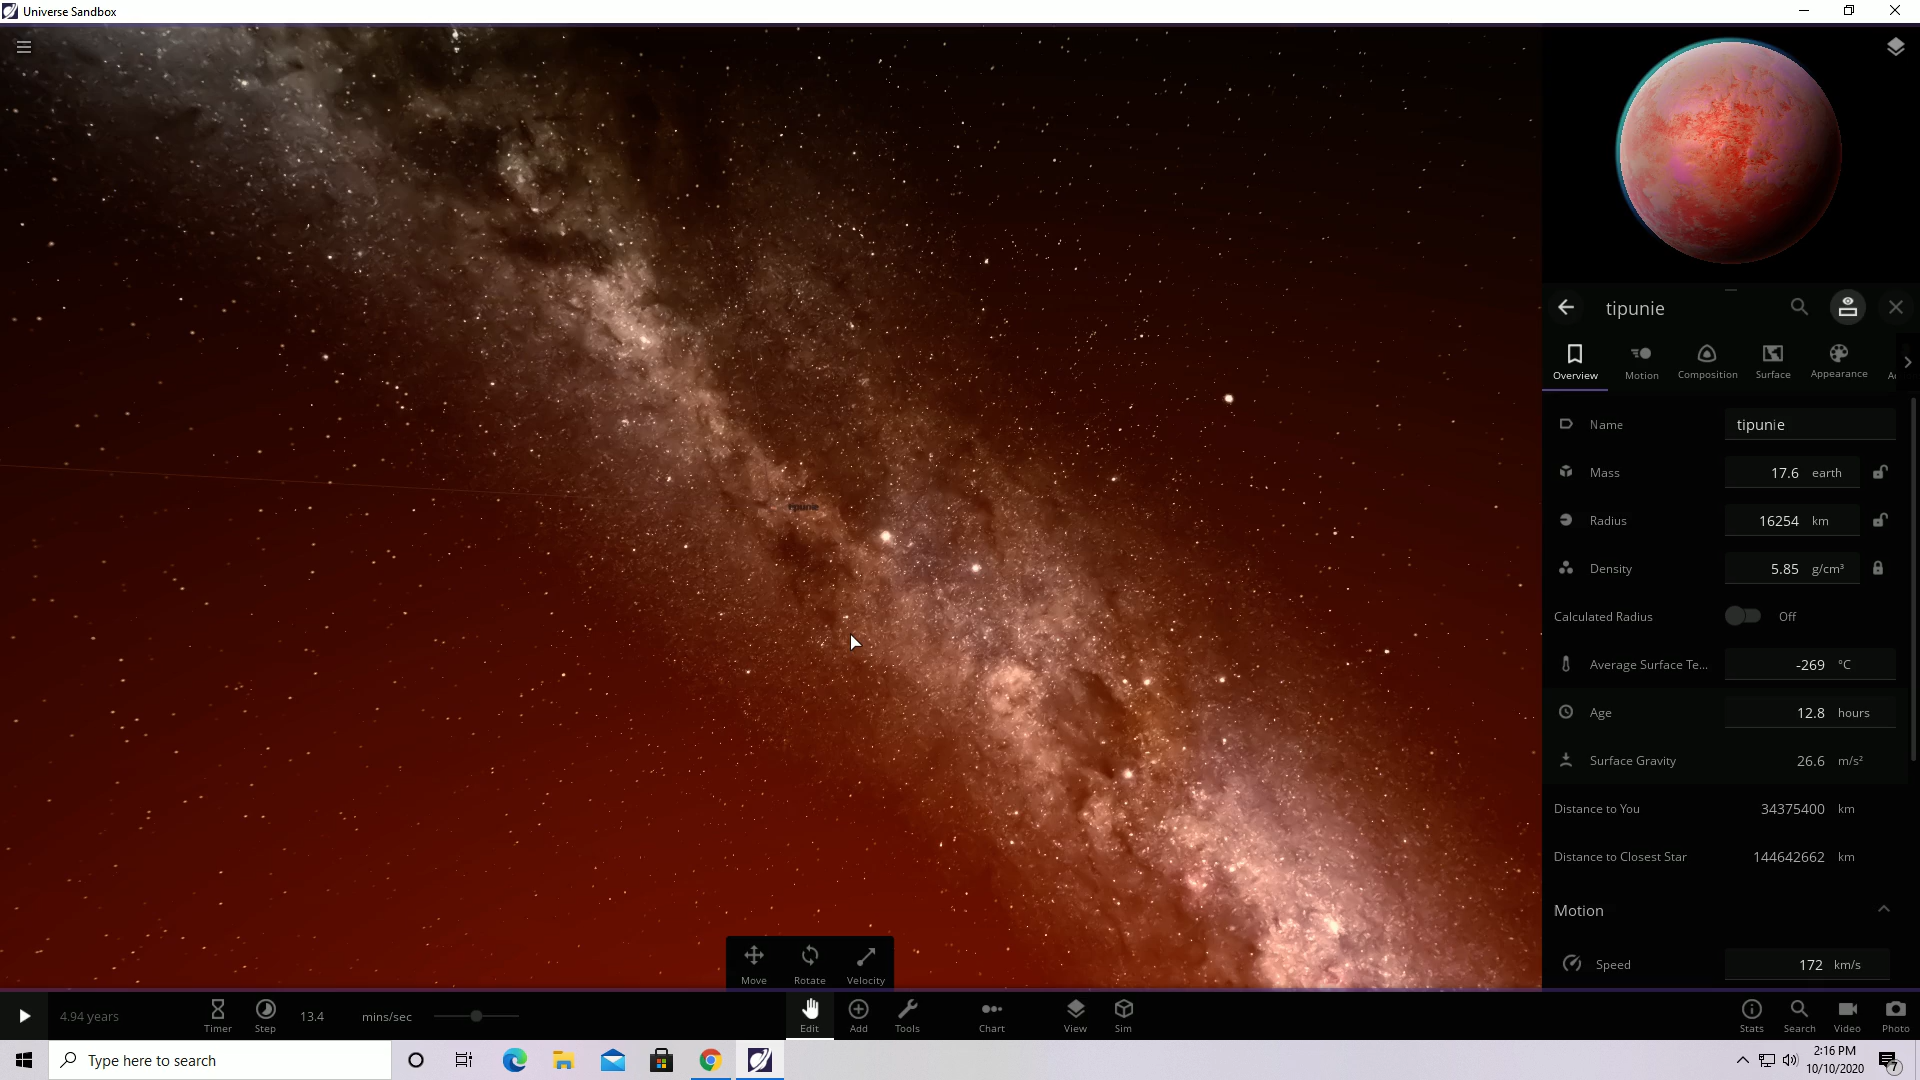 Universe Sandbox
tipunie
Overview
Motion
Composition
Surface
Appearance
Name
tipunie
Mass
17.6 earth
Radius
16254 km
Density
5.85 g/cm³
Calculated Radius
Off
Average Surface Te...
-269 °C
Age
12.8 hours
Surface Gravity
26.6 m/s²
Distance to You
34375400 km
Distance to Closest Star
144642662 km
Motion
Speed
172 km/s
tipunie
Move
Rotate
Velocity
4.94 years
Timer
Step
13.4 mins/sec
Edit
Add
Tools
Chart
View
Sim
Stats
Search
Video
Photo
Type here to search
2:16 PM
10/10/2020
7